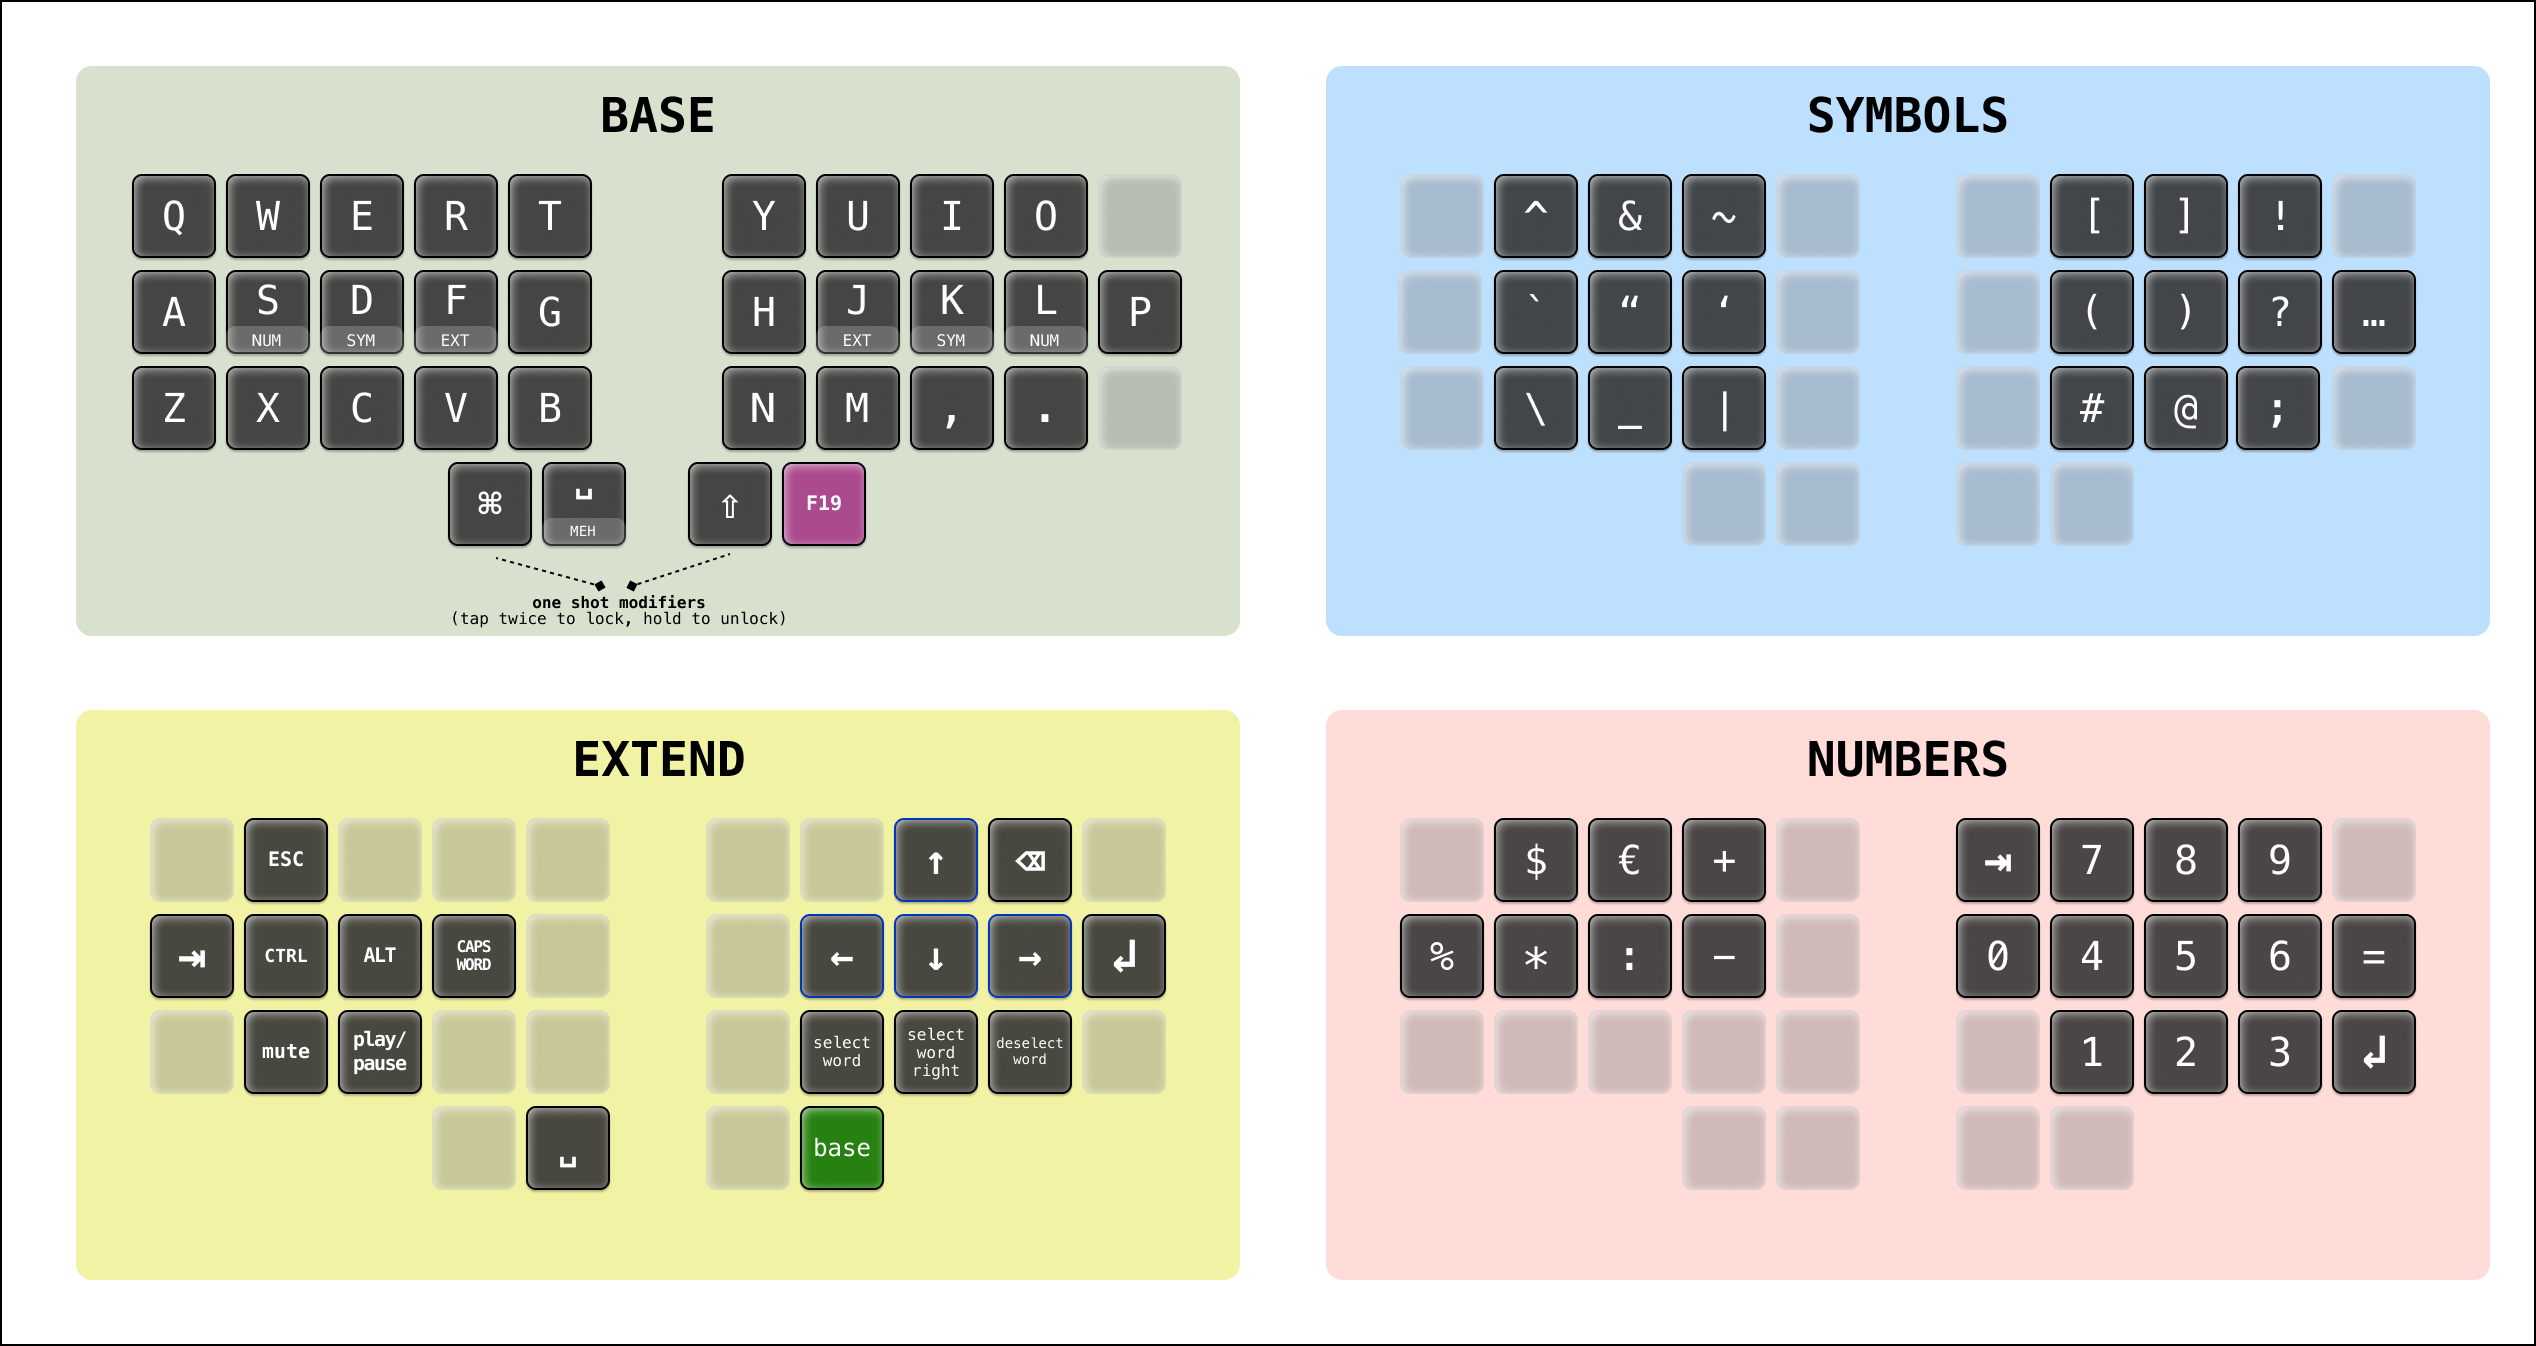 BASE
Q W E R T Y U I O
A S D F G H J K L P
NUM SYM EXT EXT SYM NUM
Z X C V B N M , .
⌘ ␣ ⇧ F19
MEH
one shot modifiers
(tap twice to lock, hold to unlock)
SYMBOLS
^ & ~ [ ] !
` “ ‘ ( ) ? …
\ _ | # @ ;
EXTEND
ESC ↑ ⌫
⇥ CTRL ALT CAPS WORD ← ↓ → ↲
mute play/ pause select word select word right deselect word
␣ base
NUMBERS
$ € + ⇥ 7 8 9
% * : − 0 4 5 6 =
1 2 3 ↲